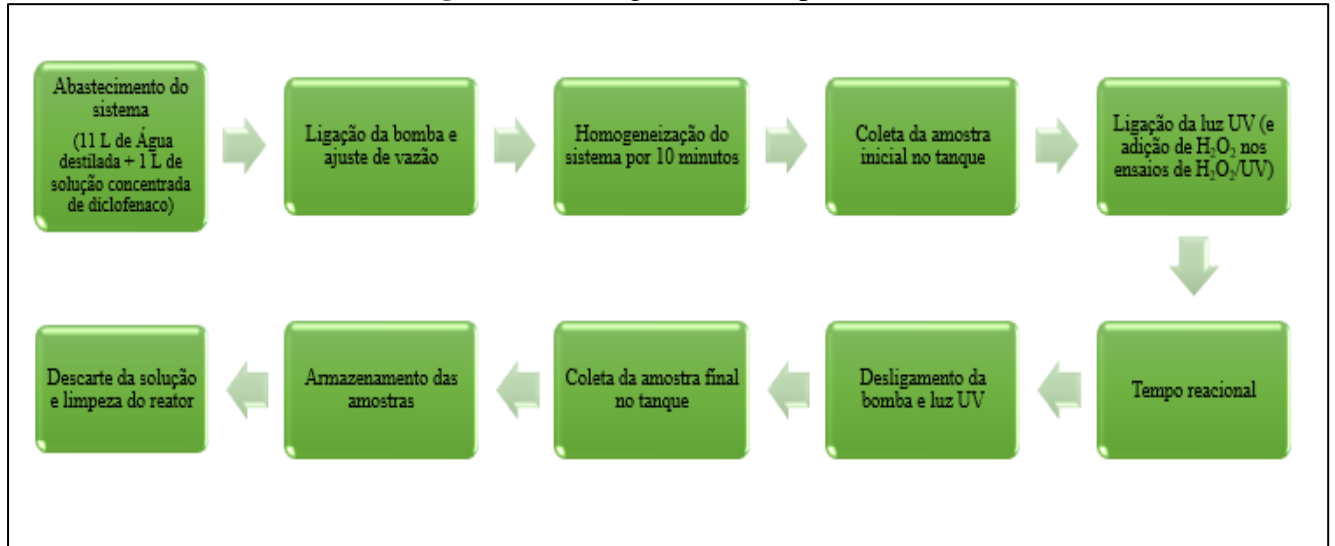 Abastecimento do
sistema
(11 L de Água
destilada + 1 L de
solução concentrada
de diclofenaco)
Ligação da bomba e
ajuste de vazão
Homogeneização do
sistema por 10 minutos
Coleta da amostra
inicial no tanque
Ligação da luz UV (e
adição de H₂O₂ nos
ensaios de H₂O₂/UV)
Tempo reacional
Desligamento da
bomba e luz UV
Coleta da amostra final
no tanque
Armazenamento das
amostras
Descarte da solução
e limpeza do reator